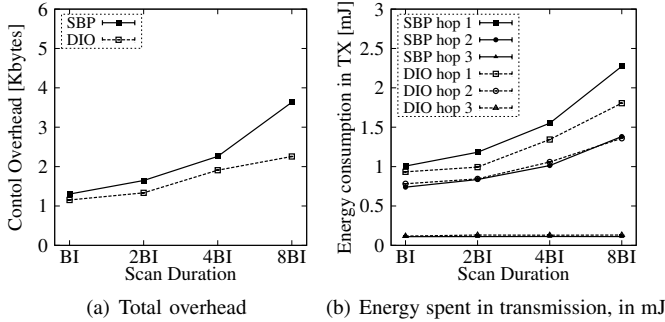 Contol Overhead [Kbytes]
6
5
4
3
2
1
0
SBP
DIO
BI 2BI 4BI 8BI
Scan Duration
(a) Total overhead
Energy consumption in TX [mJ]
3
2.5
2
1.5
1
0.5
0
SBP hop 1
SBP hop 2
SBP hop 3
DIO hop 1
DIO hop 2
DIO hop 3
BI 2BI 4BI 8BI
Scan Duration
(b) Energy spent in transmission, in mJ